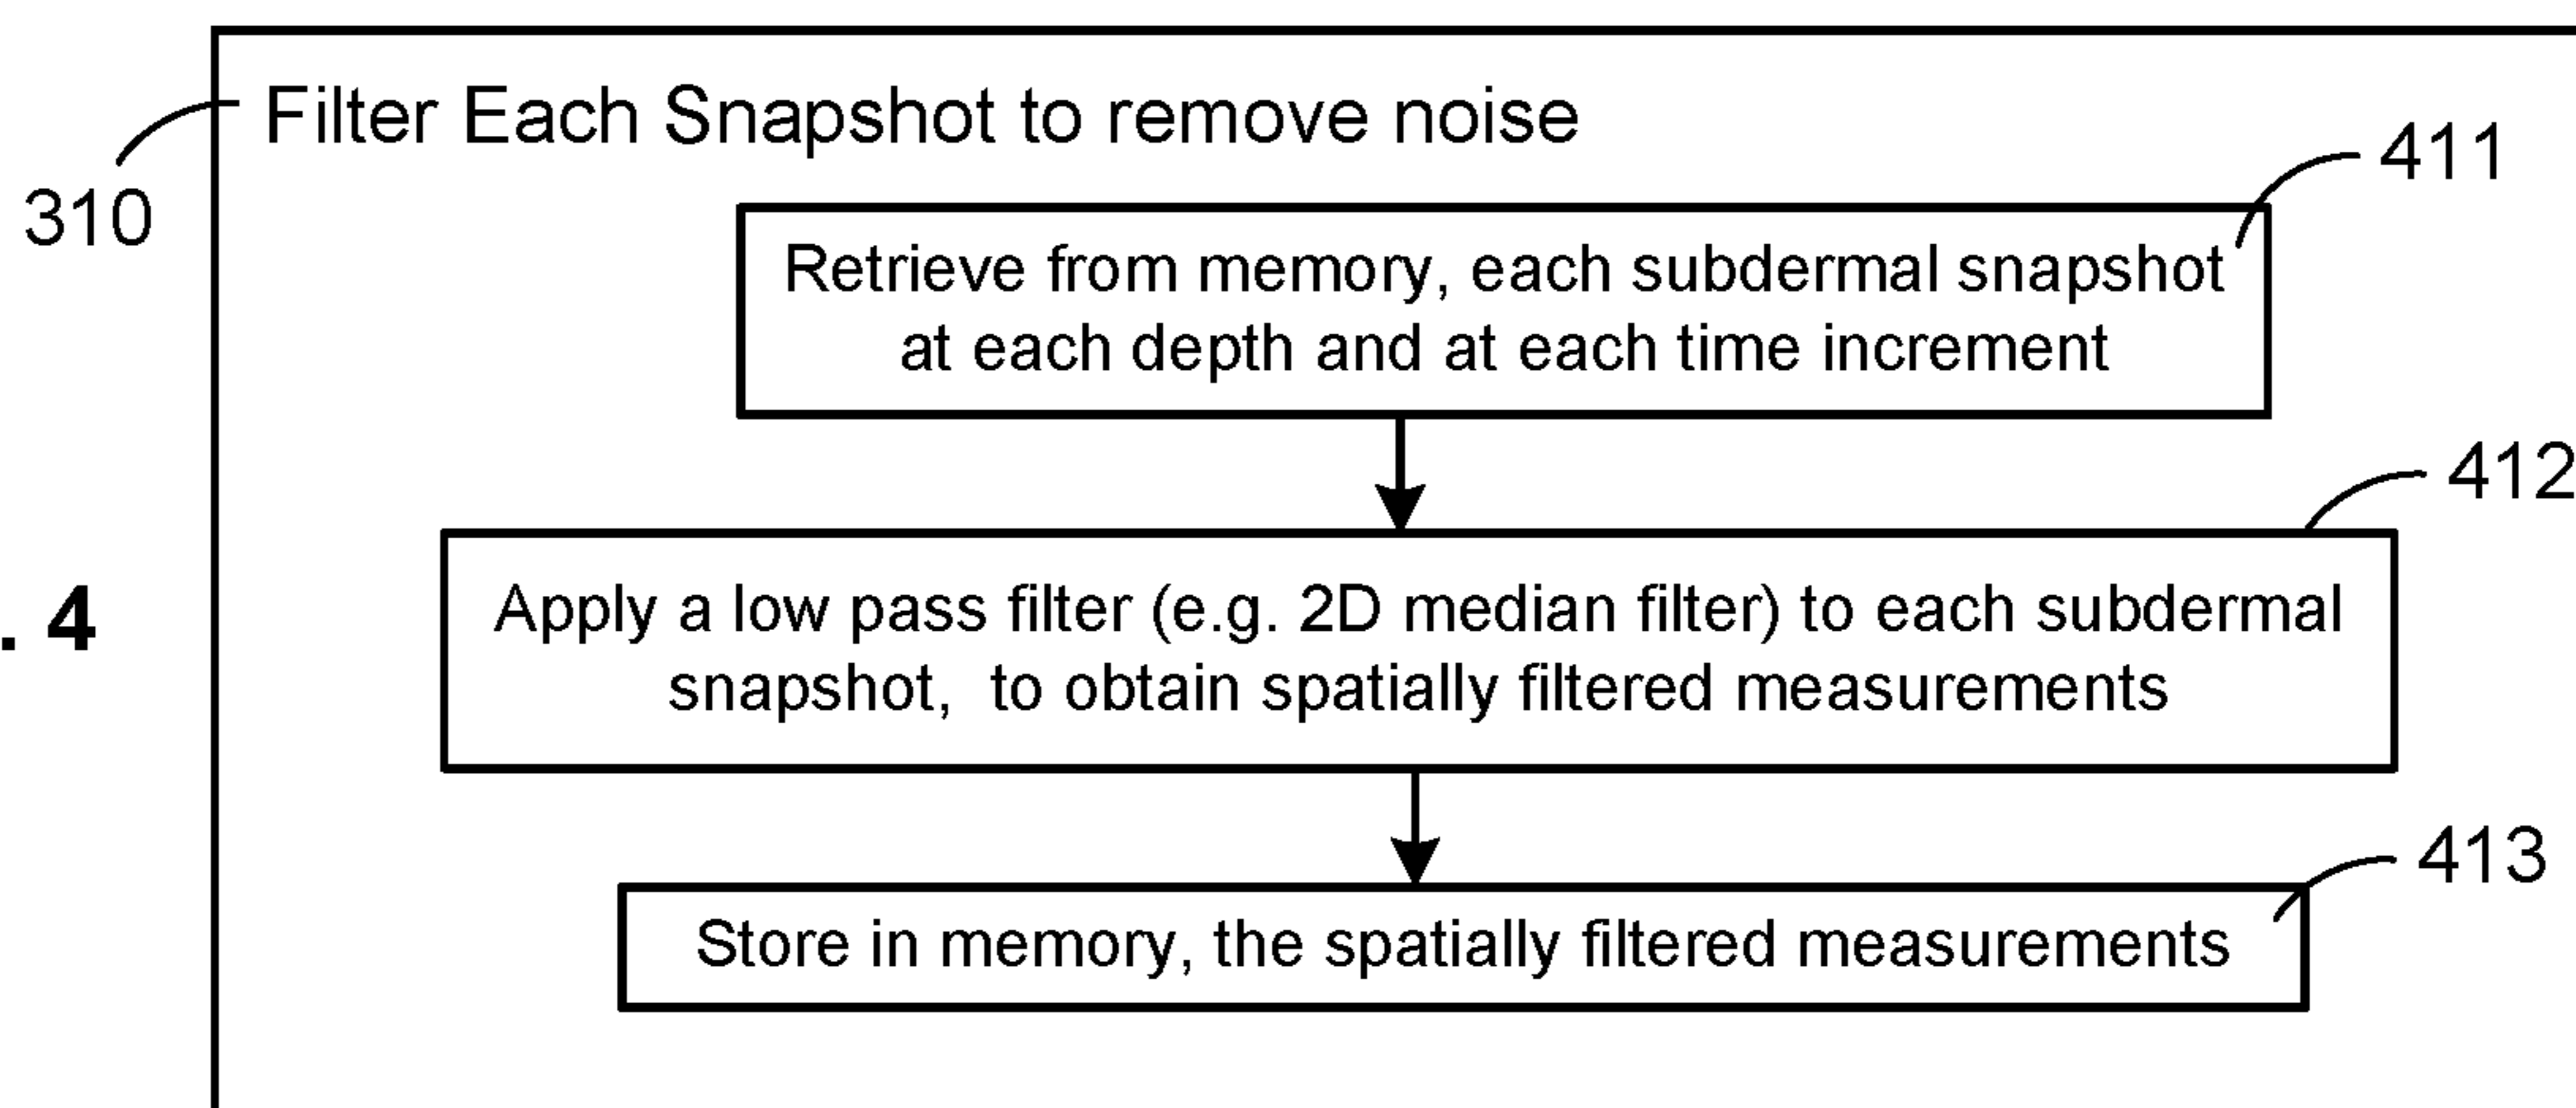 Filter Each Snapshot to remove noise
310
411
Retrieve from memory, each subdermal snapshot
at each depth and at each time increment
412
Apply a low pass filter (e.g. 2D median filter) to each subdermal
snapshot, to obtain spatially filtered measurements
. 4
413
Store in memory, the spatially filtered measurements